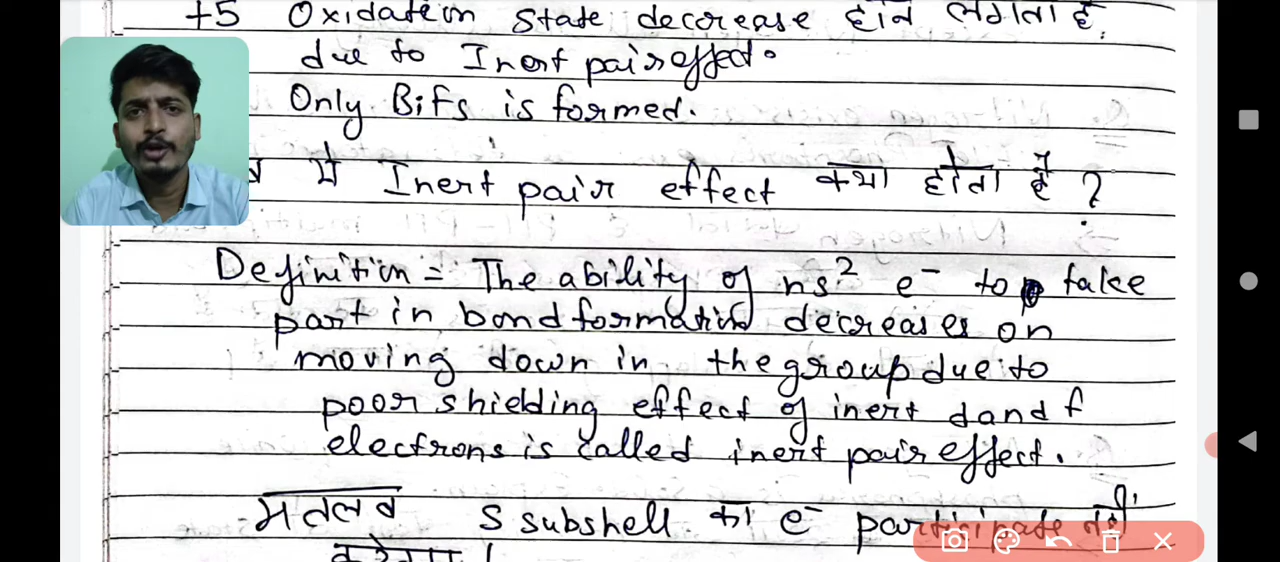 +5 Oxidation State decrease होने लगता है.
due to Inert pair effect.
Only BiF5 is formed.
ये Inert pair effect क्या होता है ?
Definition = The ability of ns² e⁻ to take
part in bond formation decreases on
moving down in the group due to
poor shielding effect of inert d and f
electrons is called inert pair effect.
मतलब S subshell का e⁻ participate नहीं
करेगा ।